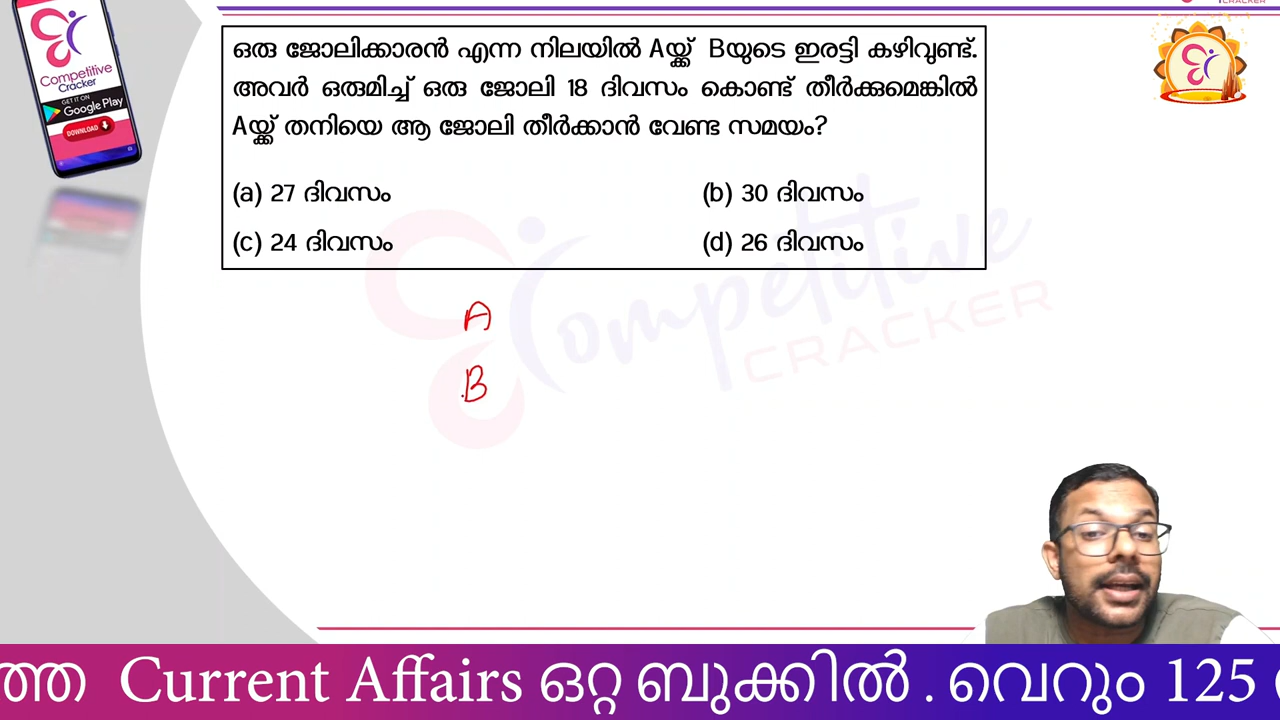 Competitive
Cracker
GET IT ON
Google Play
DOWNLOAD
CRACKER
ഒരു ജോലിക്കാരൻ എന്ന നിലയിൽ Aയ്ക്ക് Bയുടെ ഇരട്ടി കഴിവുണ്ട്.
അവർ ഒരുമിച്ച് ഒരു ജോലി 18 ദിവസം കൊണ്ട് തീർക്കുമെങ്കിൽ
Aയ്ക്ക് തനിയെ ആ ജോലി തീർക്കാൻ വേണ്ട സമയം?
(a) 27 ദിവസം (b) 30 ദിവസം
(c) 24 ദിവസം (d) 26 ദിവസം
Competitive
CRACKER
A
B
ത്ത Current Affairs ഒറ്റ ബുക്കിൽ . വെറും 125